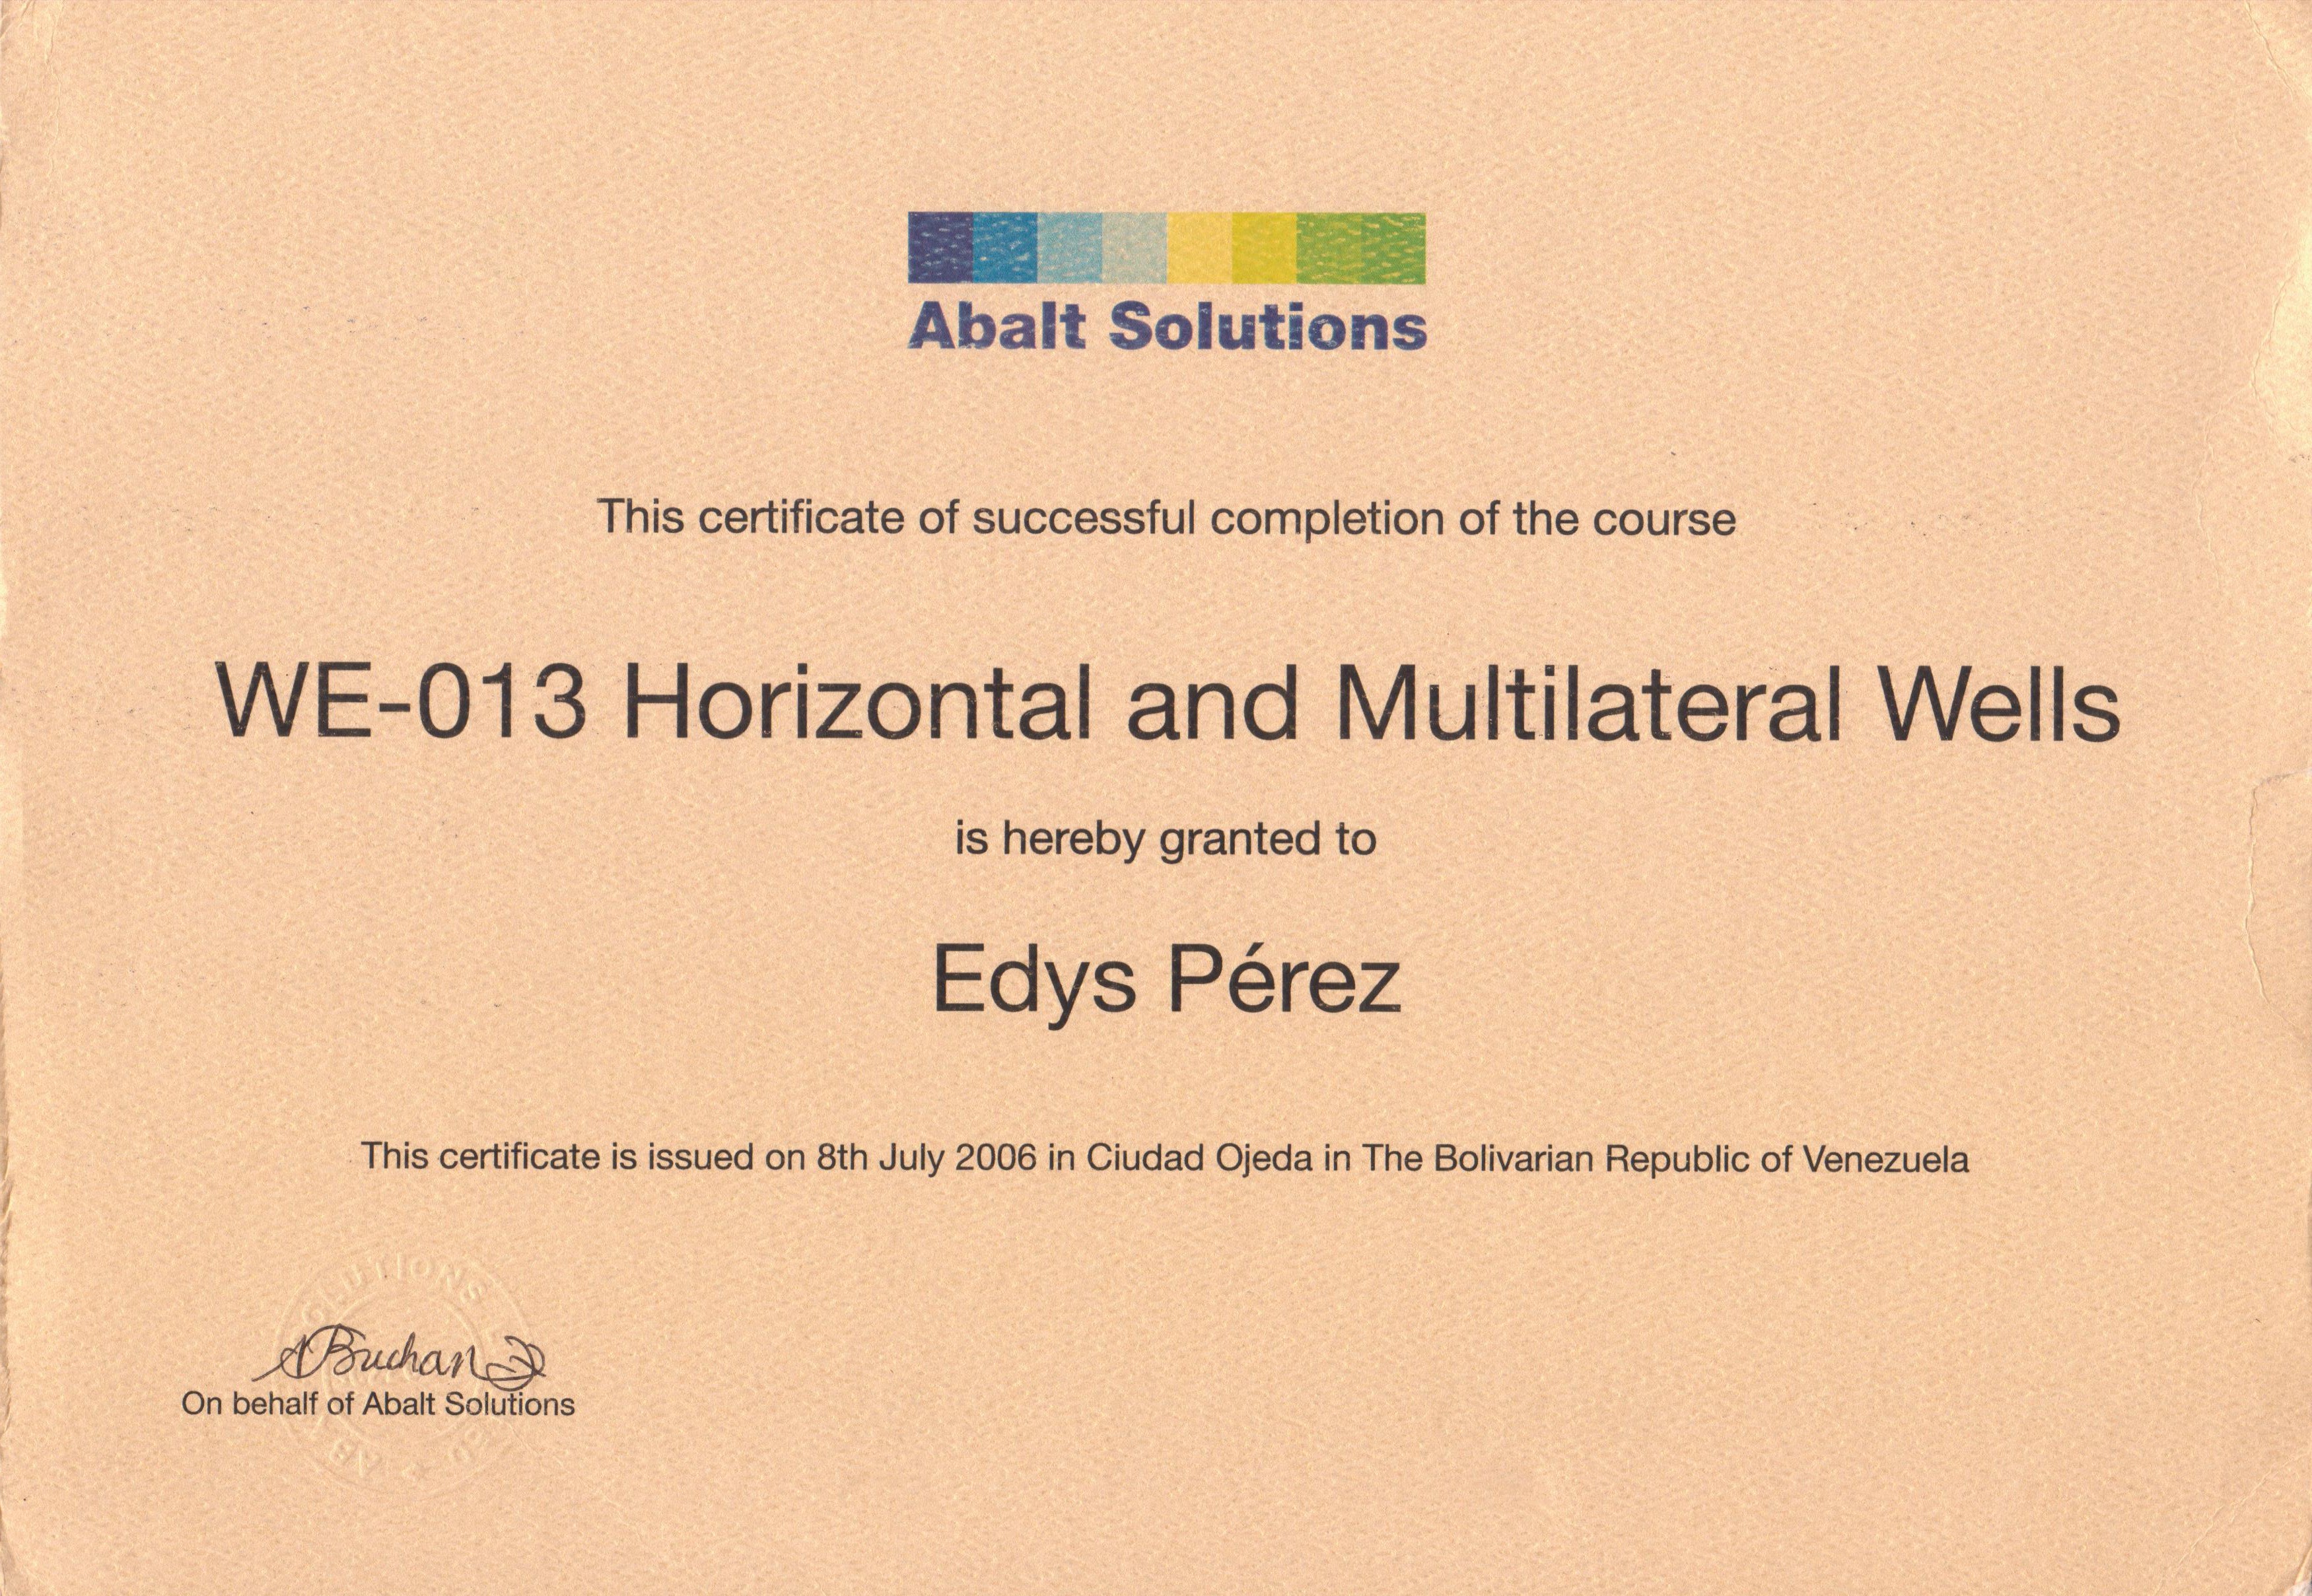 Abalt Solutions
This certificate of successful completion of the course
WE-013 Horizontal and Multilateral Wells
is hereby granted to
Edys Pérez
This certificate is issued on 8th July 2006 in Ciudad Ojeda in The Bolivarian Republic of Venezuela
SOLUTIONS
ABuchan
On behalf of Abalt Solutions